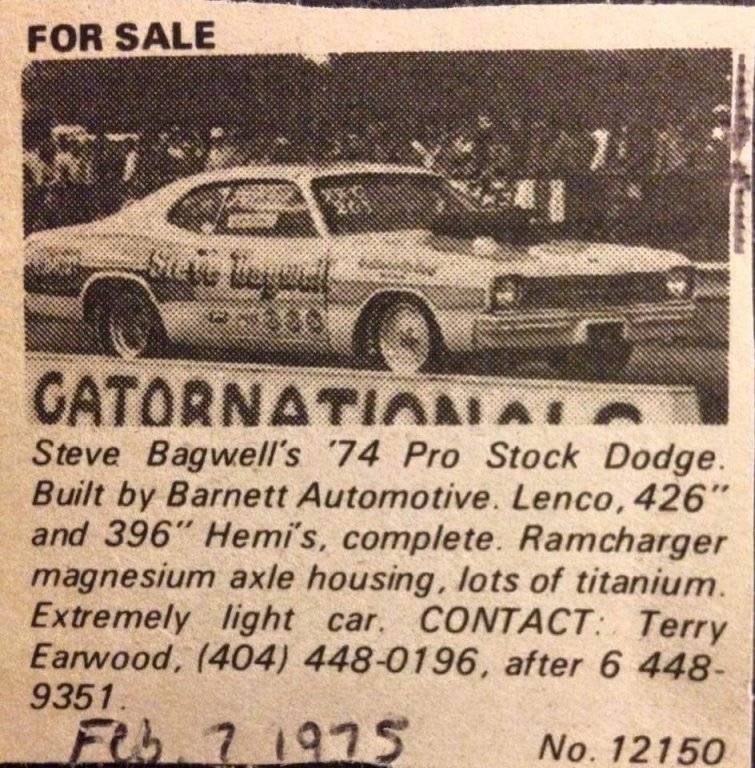 FOR SALE
Steve Bagwell
GATORNATIONALS
Steve Bagwell's '74 Pro Stock Dodge.
Built by Barnett Automotive. Lenco, 426"
and 396" Hemi's, complete. Ramcharger
magnesium axle housing, lots of titanium.
Extremely light car. CONTACT: Terry
Earwood, (404) 448-0196, after 6 448-
9351.
Feb. 7 1975
No. 12150